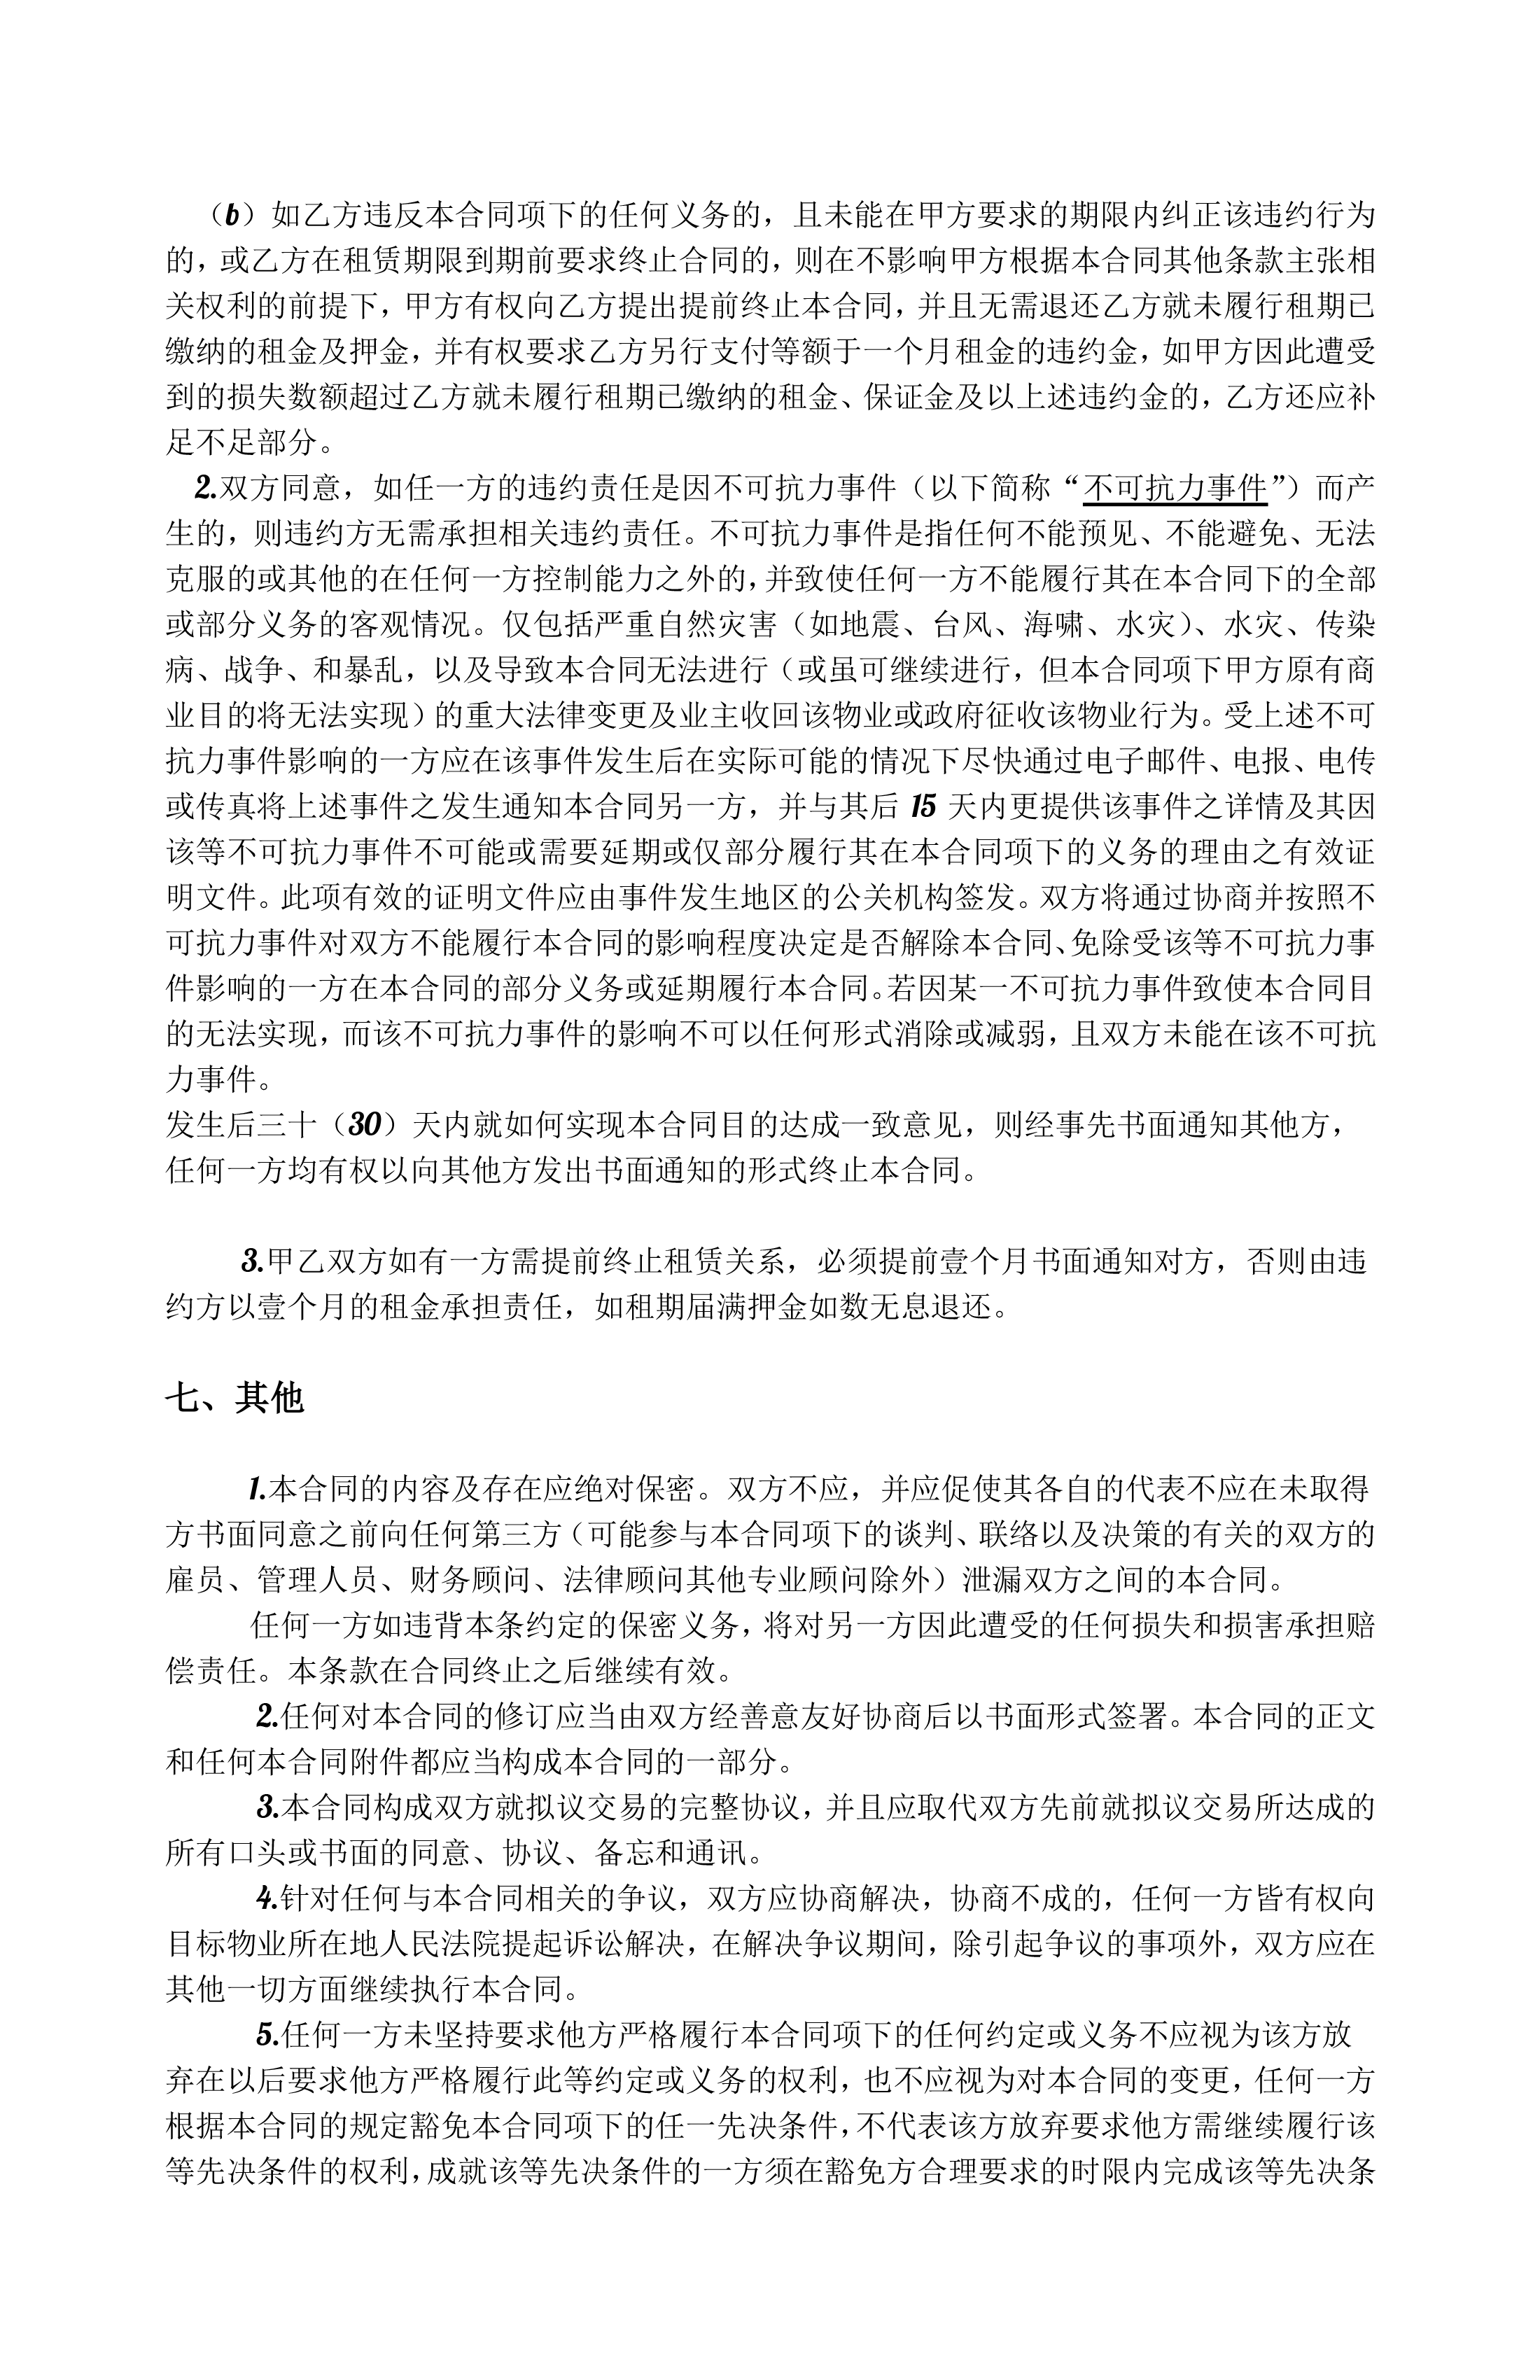 （b）如乙方违反本合同项下的任何义务的，且未能在甲方要求的期限内纠正该违约行为
的，或乙方在租赁期限到期前要求终止合同的，则在不影响甲方根据本合同其他条款主张相
关权利的前提下，甲方有权向乙方提出提前终止本合同，并且无需退还乙方就未履行租期已
缴纳的租金及押金，并有权要求乙方另行支付等额于一个月租金的违约金，如甲方因此遭受
到的损失数额超过乙方就未履行租期已缴纳的租金、保证金及以上述违约金的，乙方还应补
足不足部分。
2.双方同意，如任一方的违约责任是因不可抗力事件（以下简称“不可抗力事件”）而产
生的，则违约方无需承担相关违约责任。不可抗力事件是指任何不能预见、不能避免、无法
克服的或其他的在任何一方控制能力之外的，并致使任何一方不能履行其在本合同下的全部
或部分义务的客观情况。仅包括严重自然灾害（如地震、台风、海啸、水灾）、水灾、传染
病、战争、和暴乱，以及导致本合同无法进行（或虽可继续进行，但本合同项下甲方原有商
业目的将无法实现）的重大法律变更及业主收回该物业或政府征收该物业行为。受上述不可
抗力事件影响的一方应在该事件发生后在实际可能的情况下尽快通过电子邮件、电报、电传
或传真将上述事件之发生通知本合同另一方，并与其后 15 天内更提供该事件之详情及其因
该等不可抗力事件不可能或需要延期或仅部分履行其在本合同项下的义务的理由之有效证
明文件。此项有效的证明文件应由事件发生地区的公关机构签发。双方将通过协商并按照不
可抗力事件对双方不能履行本合同的影响程度决定是否解除本合同、免除受该等不可抗力事
件影响的一方在本合同的部分义务或延期履行本合同。若因某一不可抗力事件致使本合同目
的无法实现，而该不可抗力事件的影响不可以任何形式消除或减弱，且双方未能在该不可抗
力事件。
发生后三十（30）天内就如何实现本合同目的达成一致意见，则经事先书面通知其他方，
任何一方均有权以向其他方发出书面通知的形式终止本合同。
3.甲乙双方如有一方需提前终止租赁关系，必须提前壹个月书面通知对方，否则由违
约方以壹个月的租金承担责任，如租期届满押金如数无息退还。
七、其他
1.本合同的内容及存在应绝对保密。双方不应，并应促使其各自的代表不应在未取得
方书面同意之前向任何第三方（可能参与本合同项下的谈判、联络以及决策的有关的双方的
雇员、管理人员、财务顾问、法律顾问其他专业顾问除外）泄漏双方之间的本合同。
任何一方如违背本条约定的保密义务，将对另一方因此遭受的任何损失和损害承担赔
偿责任。本条款在合同终止之后继续有效。
2.任何对本合同的修订应当由双方经善意友好协商后以书面形式签署。本合同的正文
和任何本合同附件都应当构成本合同的一部分。
3.本合同构成双方就拟议交易的完整协议，并且应取代双方先前就拟议交易所达成的
所有口头或书面的同意、协议、备忘和通讯。
4.针对任何与本合同相关的争议，双方应协商解决，协商不成的，任何一方皆有权向
目标物业所在地人民法院提起诉讼解决，在解决争议期间，除引起争议的事项外，双方应在
其他一切方面继续执行本合同。
5.任何一方未坚持要求他方严格履行本合同项下的任何约定或义务不应视为该方放
弃在以后要求他方严格履行此等约定或义务的权利，也不应视为对本合同的变更，任何一方
根据本合同的规定豁免本合同项下的任一先决条件，不代表该方放弃要求他方需继续履行该
等先决条件的权利，成就该等先决条件的一方须在豁免方合理要求的时限内完成该等先决条